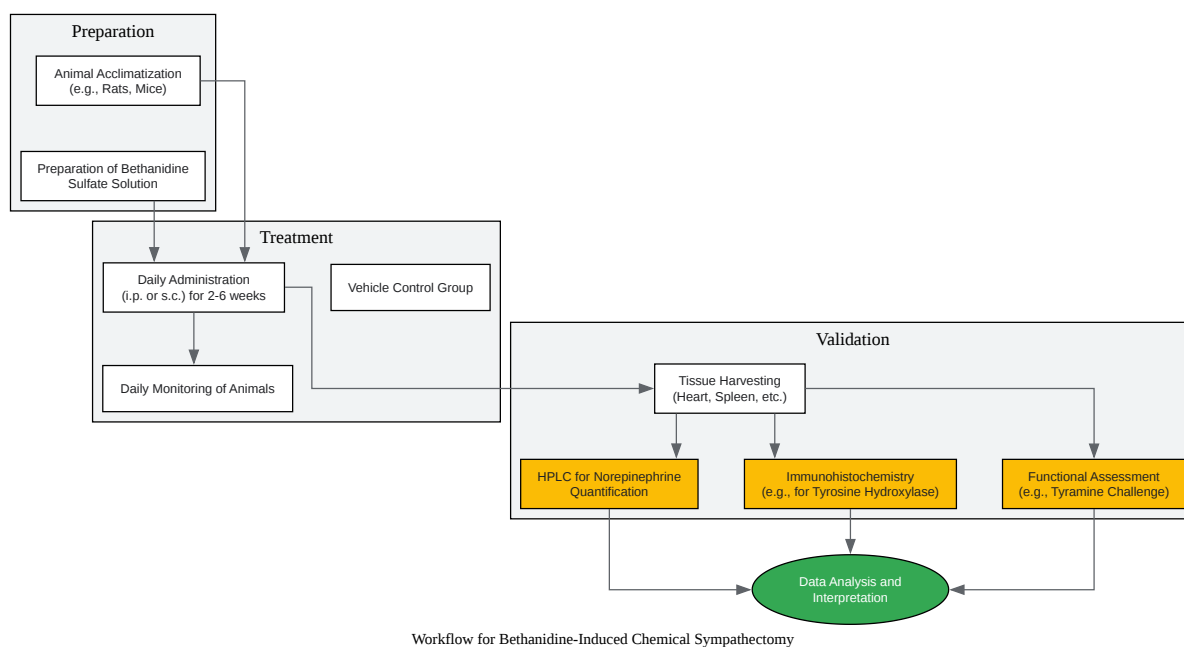 Preparation
Animal Acclimatization
(e.g., Rats, Mice)
Preparation of Bethanidine
Sulfate Solution
Treatment
Daily Administration
(i.p. or s.c.) for 2-6 weeks
Vehicle Control Group
Daily Monitoring of Animals
Validation
Tissue Harvesting
(Heart, Spleen, etc.)
HPLC for Norepinephrine
Quantification
Immunohistochemistry
(e.g., for Tyrosine Hydroxylase)
Functional Assessment
(e.g., Tyramine Challenge)
Data Analysis and
Interpretation
Workflow for Bethanidine-Induced Chemical Sympathectomy